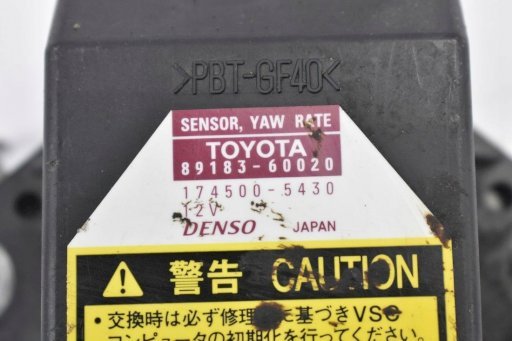 >PBT-GF40<
SENSOR, YAW RATE
TOYOTA
89183-60020
174500-5430
12V
DENSO JAPAN
警告 CAUTION
・交換時は必ず修理 に基づきVSC
コンピュータの初期化を行ってください。